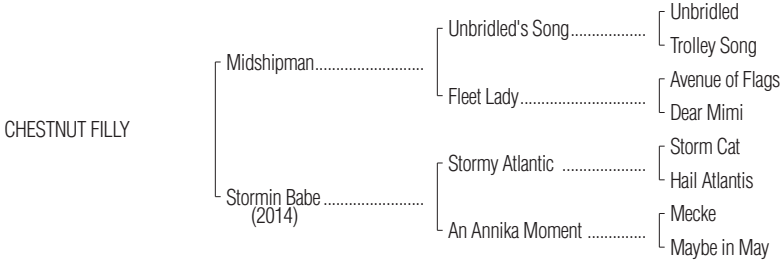 CHESTNUT FILLY
Midshipman
Stormin Babe
(2014)
Unbridled's Song
Fleet Lady
Stormy Atlantic
An Annika Moment
Unbridled
Trolley Song
Avenue of Flags
Dear Mimi
Storm Cat
Hail Atlantis
Mecke
Maybe in May